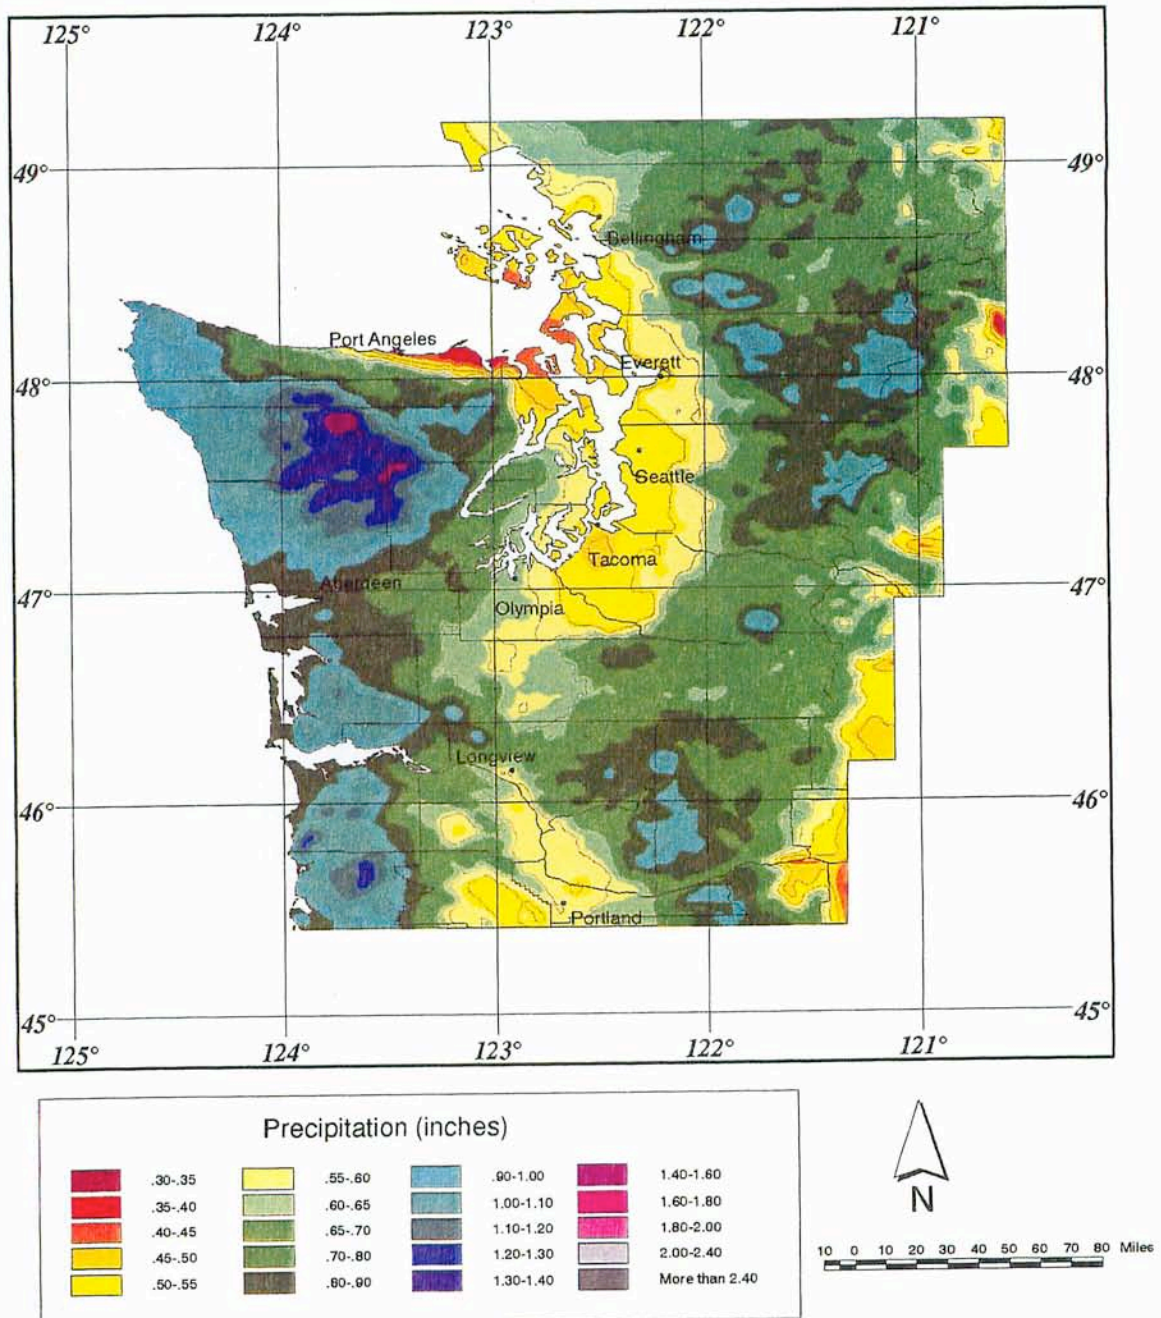 125° 124° 123° 122° 121°
49° 49°
Bellingham
Port Angeles
Everett
48° 48°
Seattle
Tacoma
Aberdeen
47° 47°
Olympia
Longview
46° 46°
Portland
45° 45°
125° 124° 123° 122° 121°
Precipitation (inches)
.30-.35 .55-.60 .90-1.00 1.40-1.60
.35-.40 .60-.65 1.00-1.10 1.60-1.80
.40-.45 .65-.70 1.10-1.20 1.80-2.00
.45-.50 .70-.80 1.20-1.30 2.00-2.40
.50-.55 .80-.90 1.30-1.40 More than 2.40
N
10 0 10 20 30 40 50 60 70 80 Miles